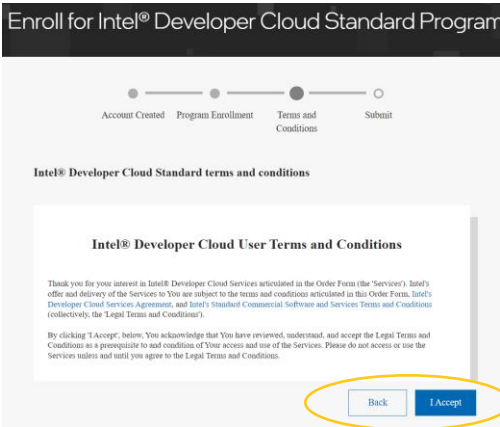 Enroll for Intel® Developer Cloud Standard Program
Account Created Program Enrollment Terms and Submit
Conditions
Intel® Developer Cloud Standard terms and conditions
Intel® Developer Cloud User Terms and Conditions
Thank you for your interest in Intel® Developer Cloud Services articulated in the Order Form (the 'Services'). Intel's
offer and delivery of the Services to You are subject to the terms and conditions articulated in this Order Form, Intel's
Developer Cloud Services Agreement, and Intel's Standard Commercial Software and Services Terms and Conditions
(collectively, the 'Legal Terms and Conditions').
By clicking 'I Accept', below, You acknowledge that You have reviewed, understand, and accept the Legal Terms and
Conditions as a prerequisite to and condition of Your access and use of the Services. Please do not access or use the
Services unless and until you agree to the Legal Terms and Conditions.
Back I Accept